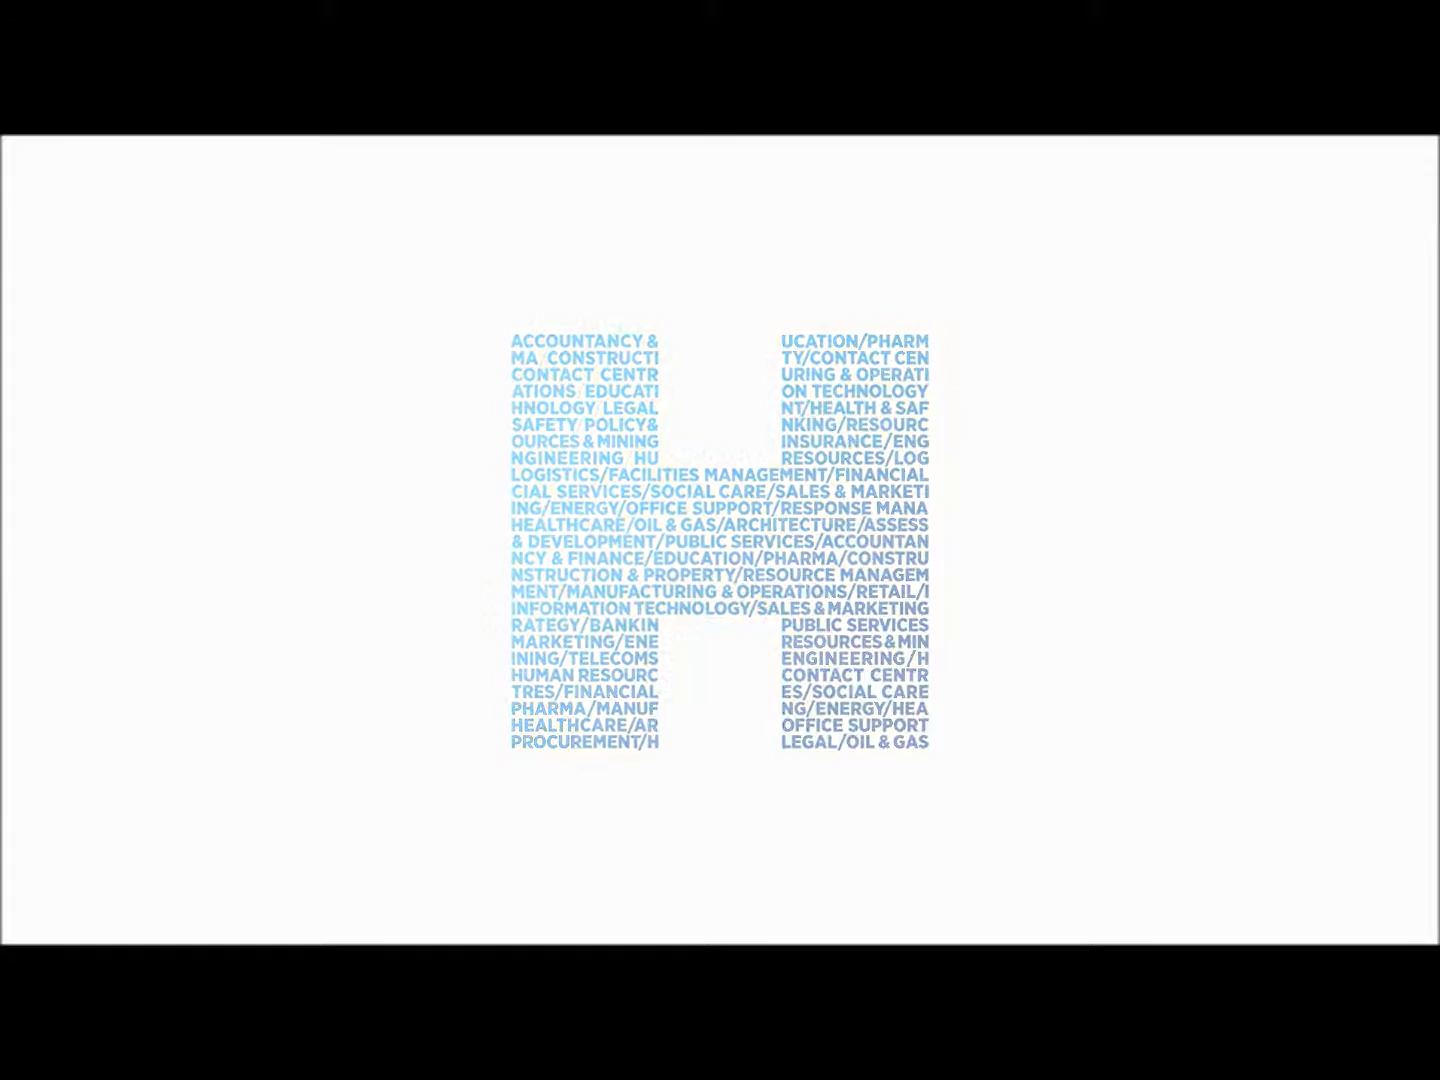 ACCOUNTANCY & UCATION/PHARM
MA CONSTRUCTI TY/CONTACT CEN
CONTACT CENTR URING & OPERATI
ATIONS EDUCATI ON TECHNOLOGY
HNOLOGY LEGAL NT/HEALTH & SAF
SAFETY POLICY& NKING/RESOURC
OURCES & MINING INSURANCE/ENG
NGINEERING HU RESOURCES/LOG
LOGISTICS/FACILITIES MANAGEMENT/FINANCIAL
CIAL SERVICES/SOCIAL CARE/SALES & MARKETI
ING/ENERGY/OFFICE SUPPORT/RESPONSE MANA
HEALTHCARE/OIL & GAS/ARCHITECTURE/ASSESS
& DEVELOPMENT/PUBLIC SERVICES/ACCOUNTAN
NCY & FINANCE/EDUCATION/PHARMA/CONSTRU
NSTRUCTION & PROPERTY/RESOURCE MANAGEM
MENT/MANUFACTURING & OPERATIONS/RETAIL/I
INFORMATION TECHNOLOGY/SALES & MARKETING
RATEGY/BANKIN PUBLIC SERVICES
MARKETING/ENE RESOURCES & MIN
INING/TELECOMS ENGINEERING/H
HUMAN RESOURC CONTACT CENTR
TRES/FINANCIAL ES/SOCIAL CARE
PHARMA/MANUF NG/ENERGY/HEA
HEALTHCARE/AR OFFICE SUPPORT
PROCUREMENT/H LEGAL/OIL & GAS